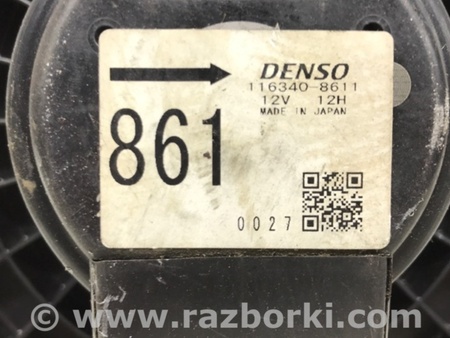 DENSO
116340-8611
12V 12H
MADE IN JAPAN
861
0027
© www.razborki.com